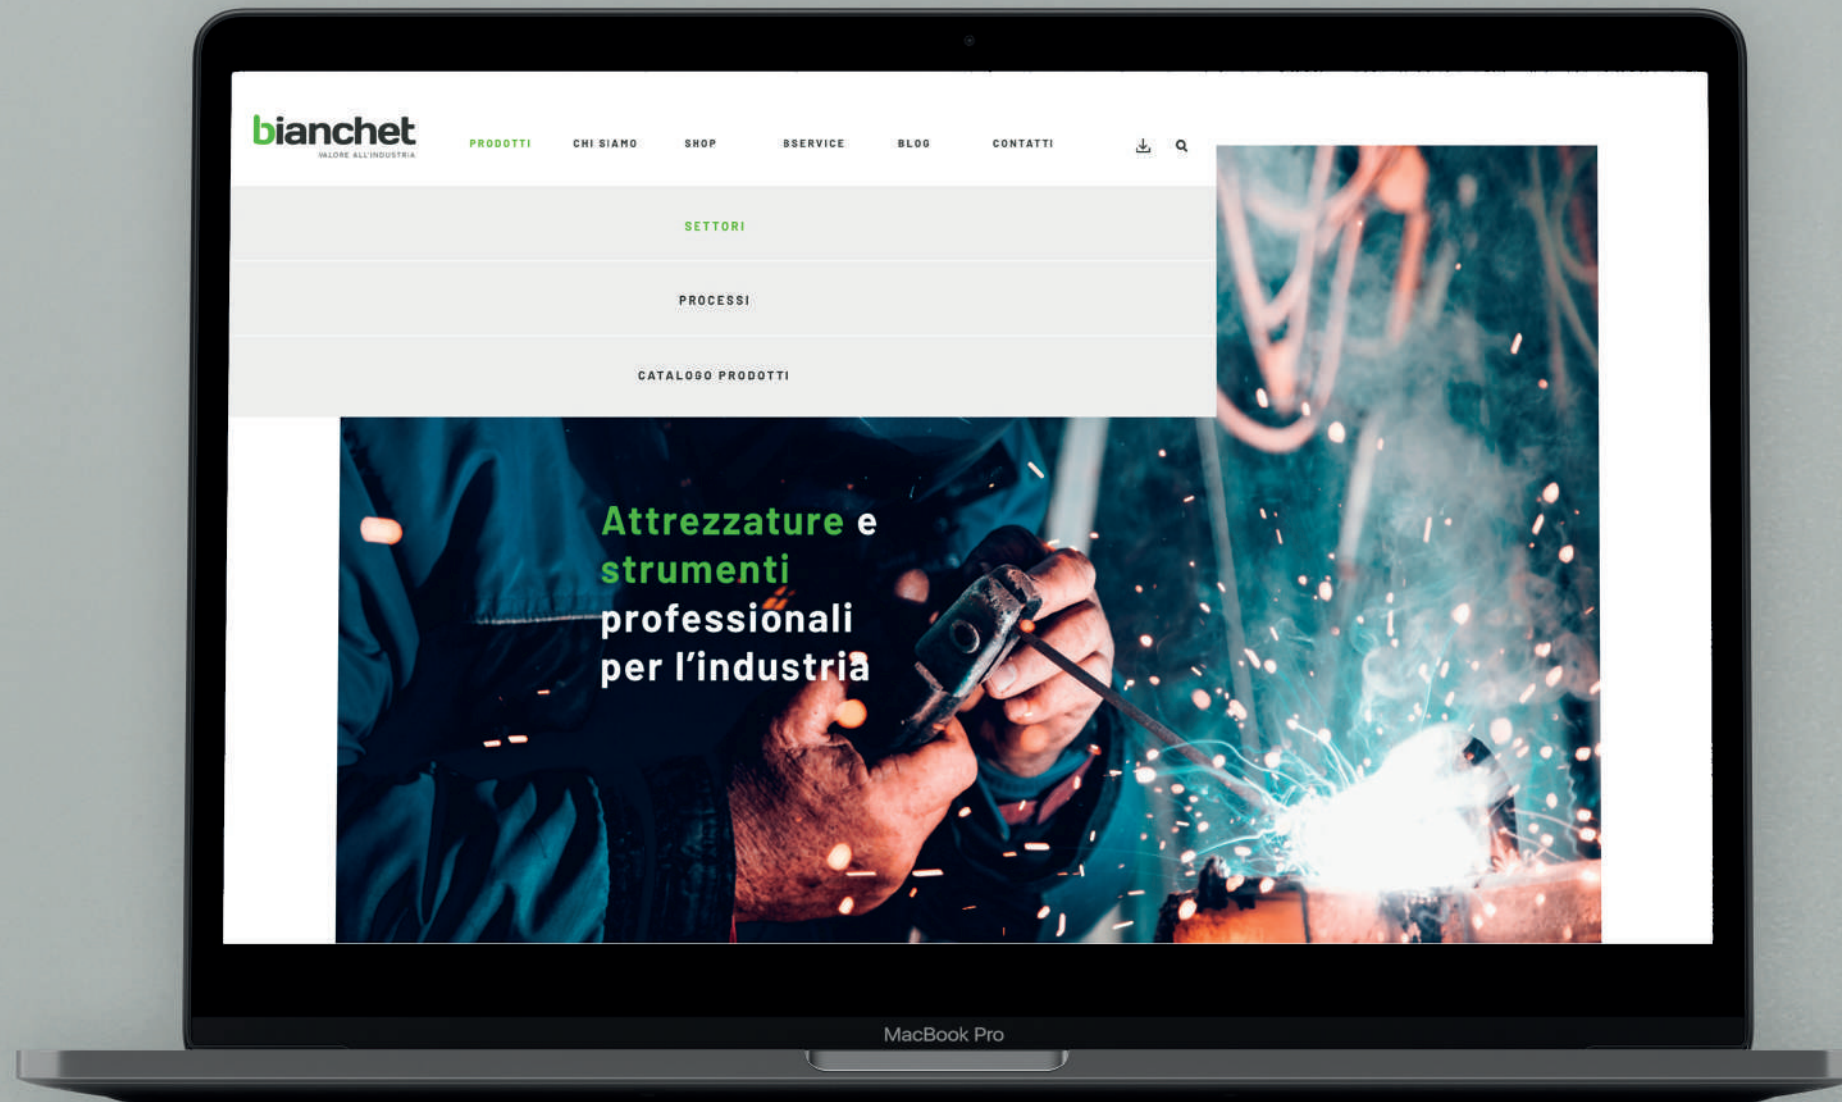 bianchet
VALORE ALL'INDUSTRIA
PRODOTTI CHI SIAMO SHOP BSERVICE BLOG CONTATTI
SETTORI
PROCESSI
CATALOGO PRODOTTI
Attrezzature e
strumenti
professionali
per l'industria
MacBook Pro